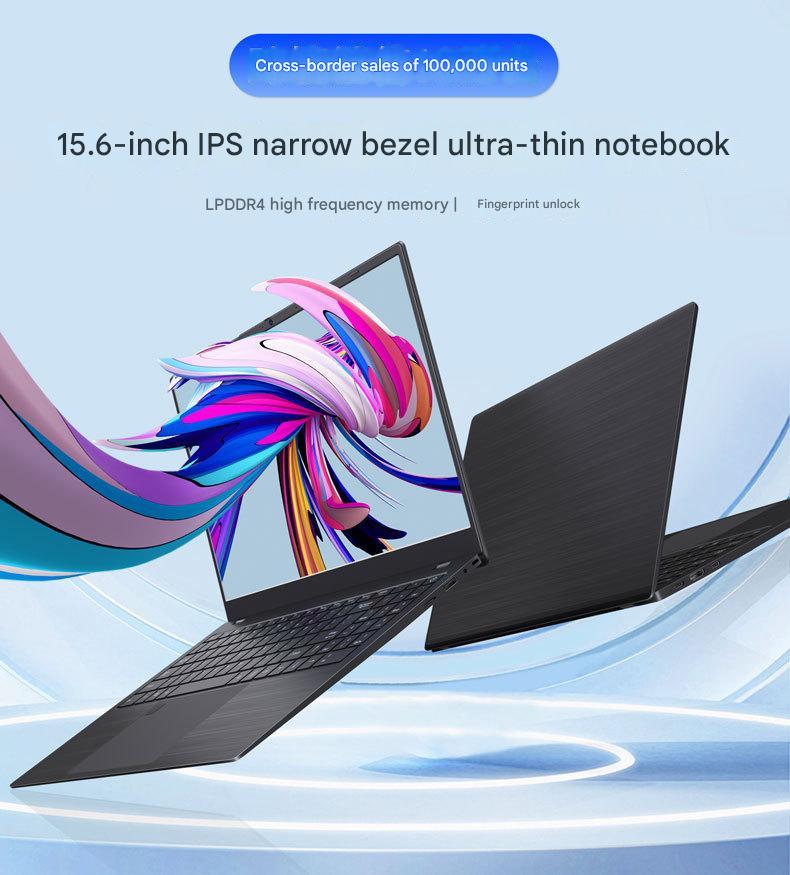 Cross-border sales of 100,000 units
15.6-inch IPS narrow bezel ultra-thin notebook
LPDDR4 high frequency memory | Fingerprint unlock